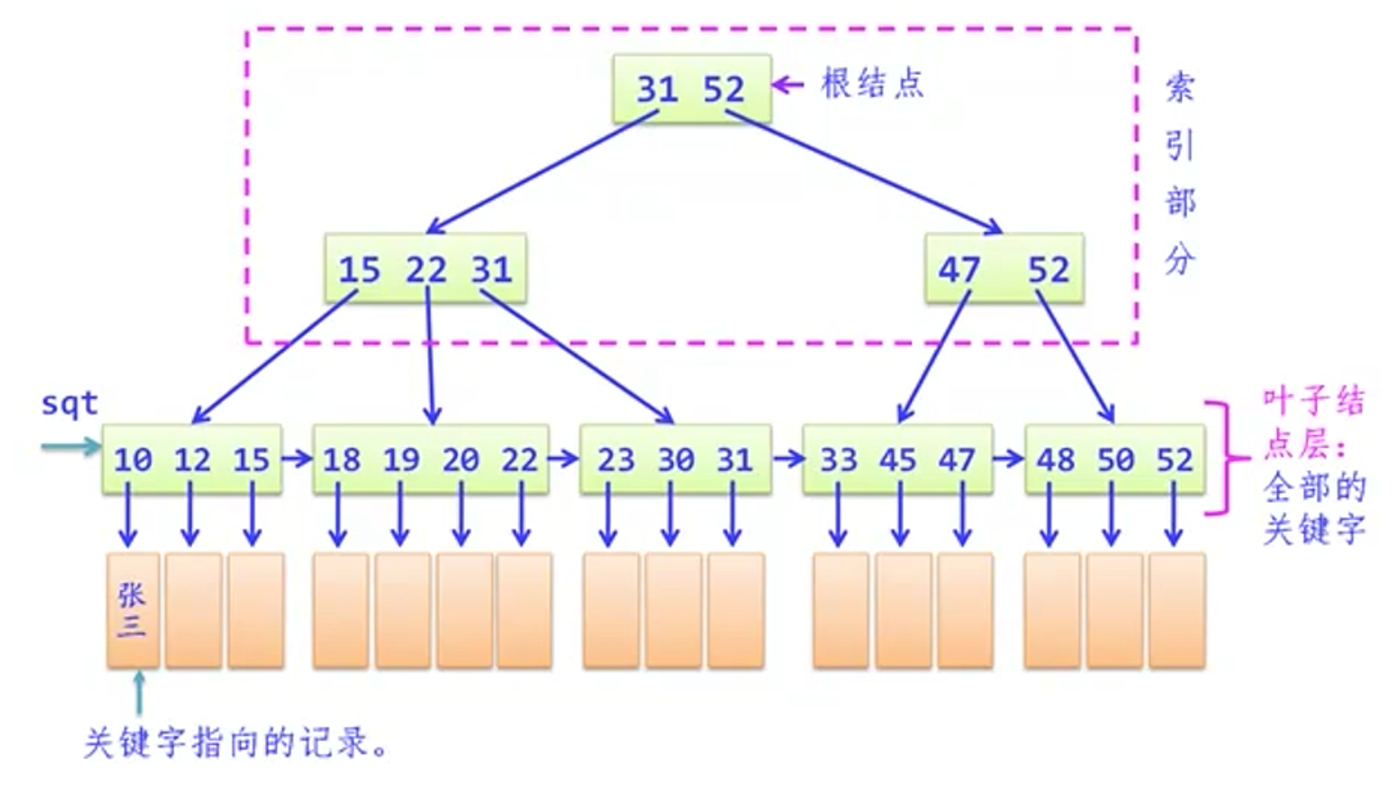 31 52
根结点
索引部分
15 22 31
47 52
sqt
10 12 15
18 19 20 22
23 30 31
33 45 47
48 50 52
叶子结
点层：
全部的
关键字
张三
关键字指向的记录。